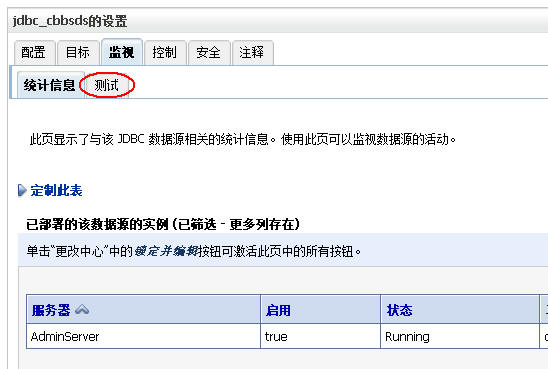 jdbc_cbbsds的设置
配置 目标 监视 控制 安全 注释
统计信息 测试
此页显示了与该 JDBC 数据源相关的统计信息。使用此页可以监视数据源的活动。
定制此表
已部署的该数据源的实例 (已筛选 - 更多列存在)
单击“更改中心”中的锁定并编辑按钮可激活此页中的所有按钮。
服务器 启用 状态
AdminServer true Running